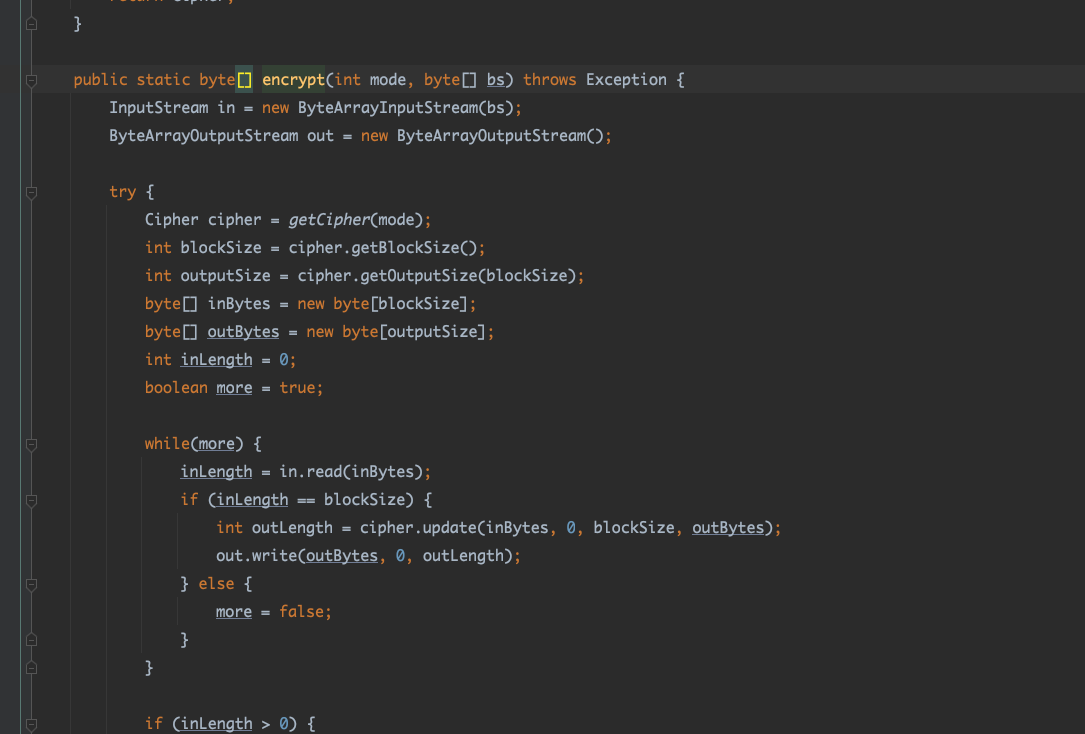 }
public static byte[] encrypt(int mode, byte[] bs) throws Exception {
InputStream in = new ByteArrayInputStream(bs);
ByteArrayOutputStream out = new ByteArrayOutputStream();
try {
Cipher cipher = getCipher(mode);
int blockSize = cipher.getBlockSize();
int outputSize = cipher.getOutputSize(blockSize);
byte[] inBytes = new byte[blockSize];
byte[] outBytes = new byte[outputSize];
int inLength = 0;
boolean more = true;
while(more) {
inLength = in.read(inBytes);
if (inLength == blockSize) {
int outLength = cipher.update(inBytes, 0, blockSize, outBytes);
out.write(outBytes, 0, outLength);
} else {
more = false;
}
}
if (inLength > 0) {